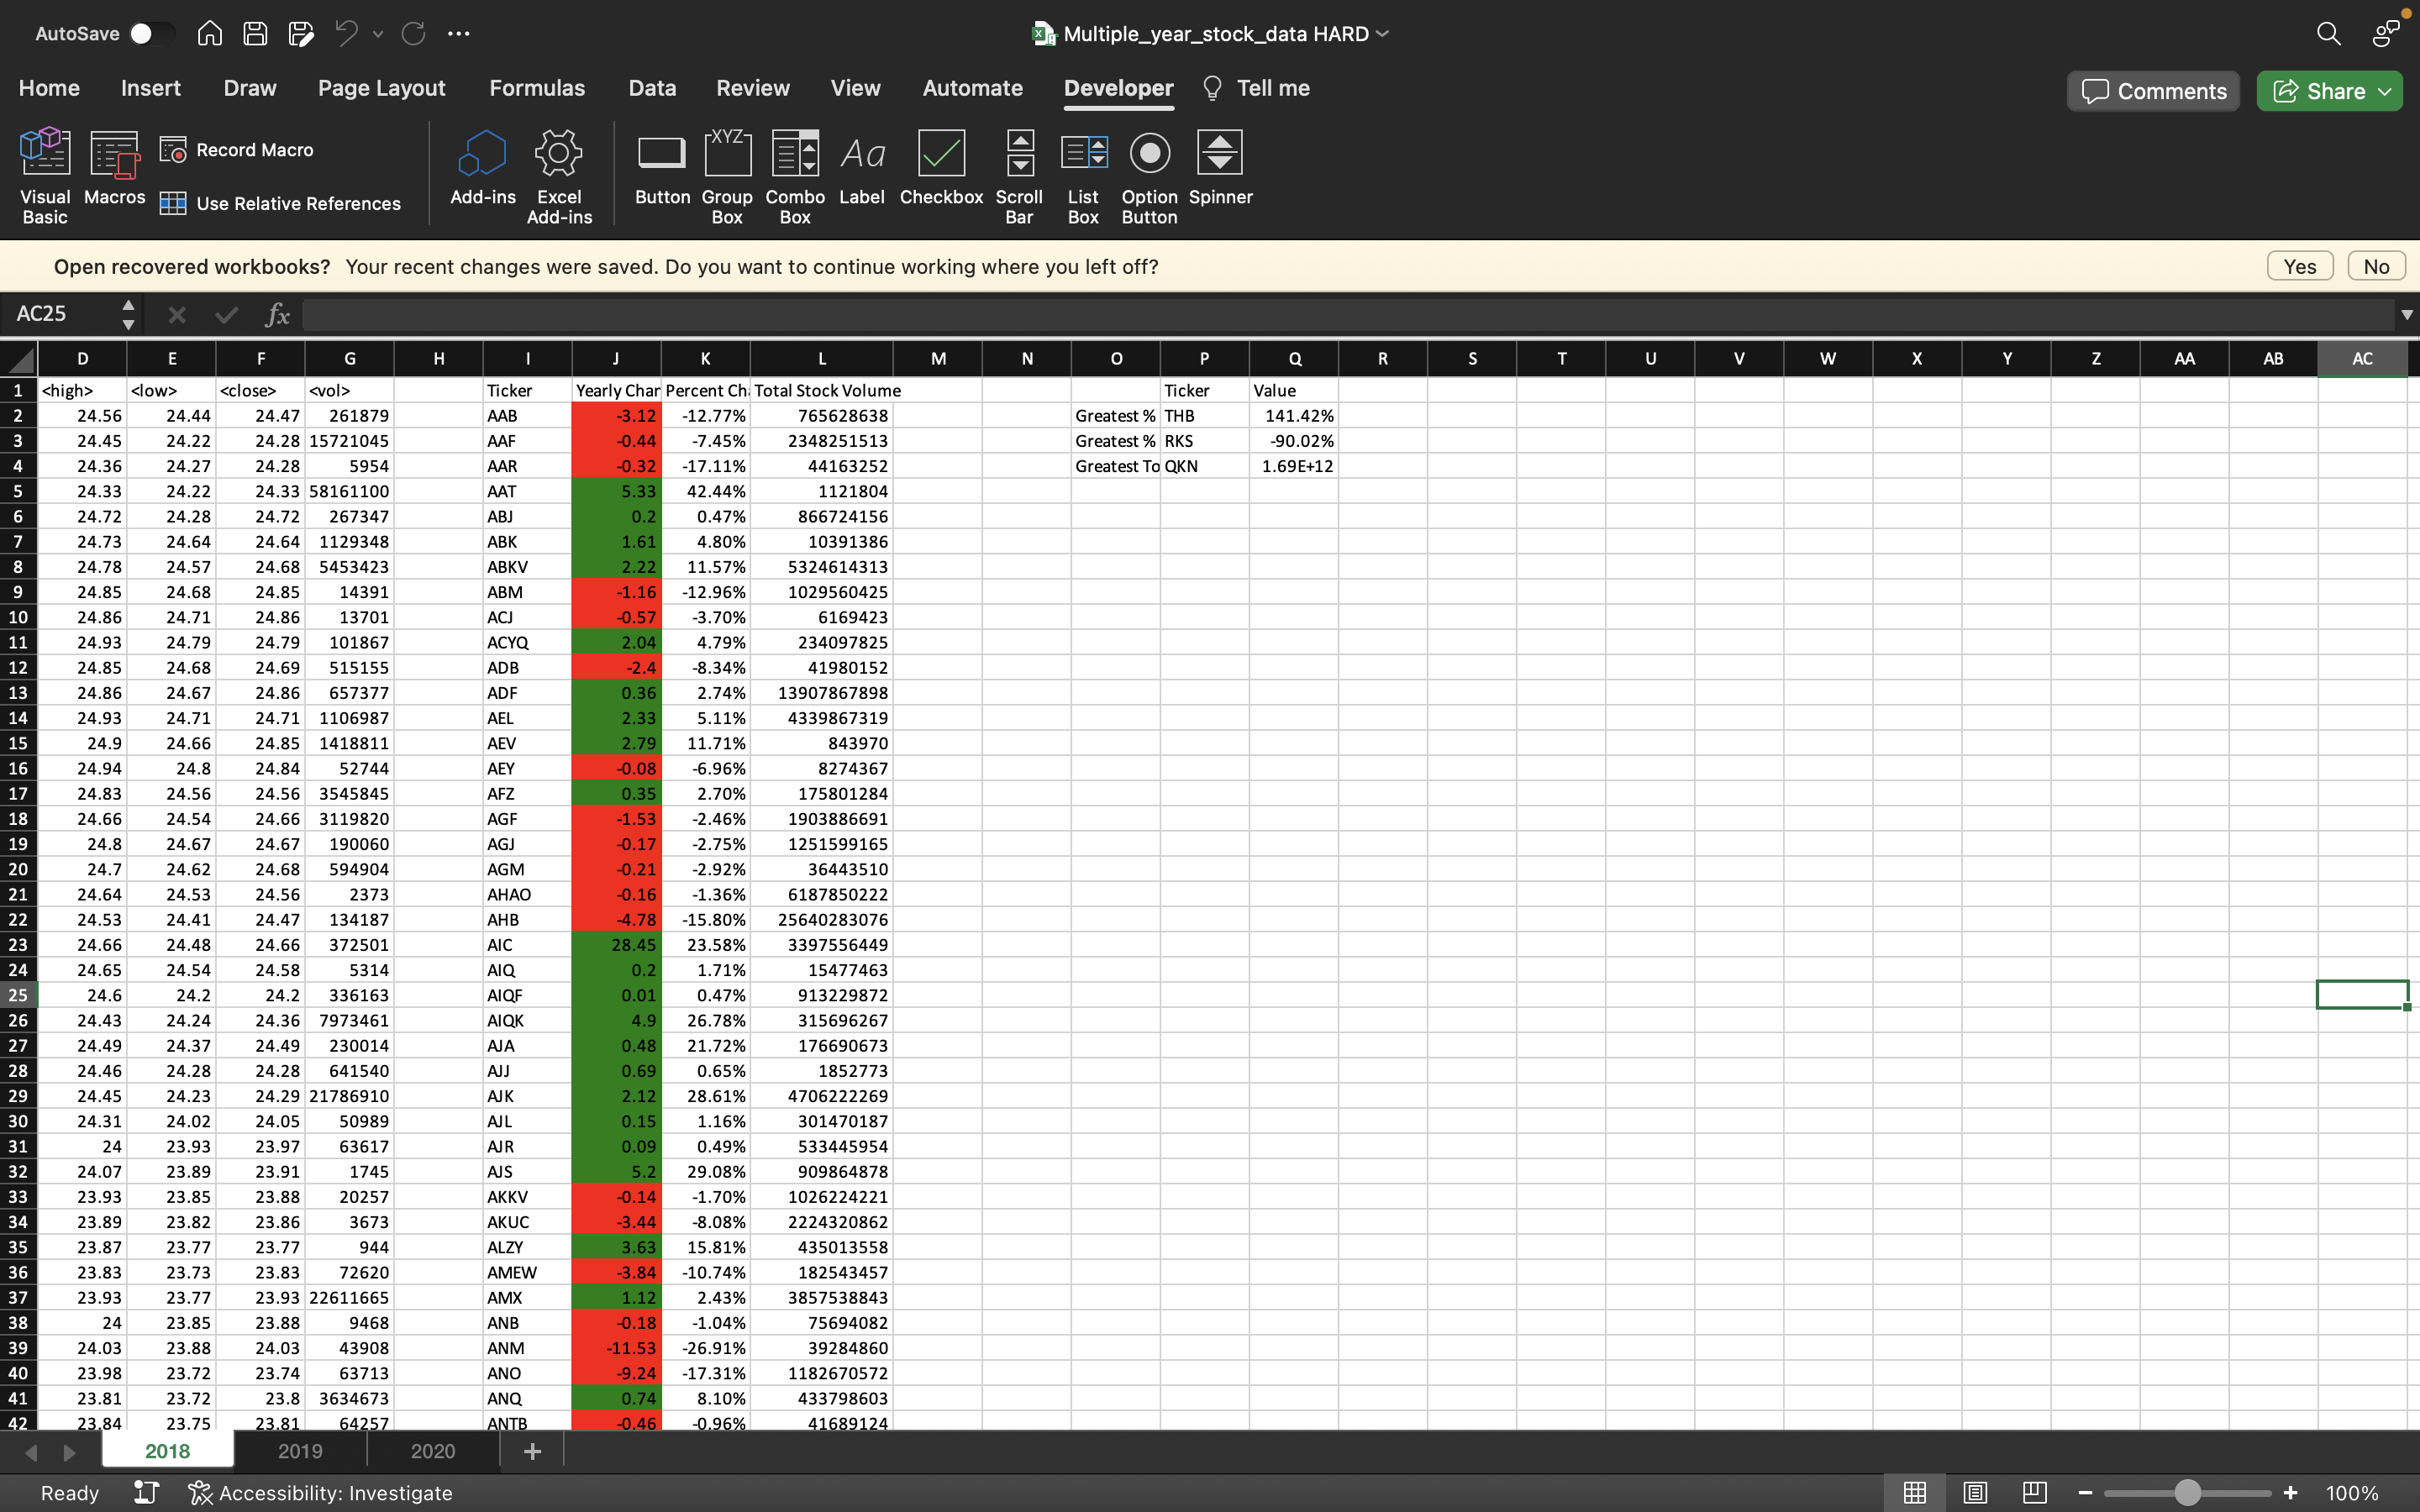 AutoSave
Multiple_year_stock_data HARD
Home Insert Draw Page Layout Formulas Data Review View Automate Developer Tell me Comments Share
Visual Basic
Macros
Record Macro
Use Relative References
Add-ins
Excel Add-ins
Button
XYZ
Group Box
Combo Box
Aa
Label
Checkbox
Scroll Bar
List Box
Option Button
Spinner
Open recovered workbooks? Your recent changes were saved. Do you want to continue working where you left off? Yes No
AC25 fx
D E F G H I J K L M N O P Q R S T U V W X Y Z AA AB AC
1 <high> <low> <close> <vol> Ticker Yearly Char Percent Ch Total Stock Volume Ticker Value
2 24.56 24.44 24.47 261879 AAB -3.12 -12.77% 765628638 Greatest % THB 141.42%
3 24.45 24.22 24.28 15721045 AAF -0.44 -7.45% 2348251513 Greatest % RKS -90.02%
4 24.36 24.27 24.28 5954 AAR -0.32 -17.11% 44163252 Greatest To QKN 1.69E+12
5 24.33 24.22 24.33 58161100 AAT 5.33 42.44% 1121804
6 24.72 24.28 24.72 267347 ABJ 0.2 0.47% 866724156
7 24.73 24.64 24.64 1129348 ABK 1.61 4.80% 10391386
8 24.78 24.57 24.68 5453423 ABKV 2.22 11.57% 5324614313
9 24.85 24.68 24.85 14391 ABM -1.16 -12.96% 1029560425
10 24.86 24.71 24.86 13701 ACJ -0.57 -3.70% 6169423
11 24.93 24.79 24.79 101867 ACYQ 2.04 4.79% 234097825
12 24.85 24.68 24.69 515155 ADB -2.4 -8.34% 41980152
13 24.86 24.67 24.86 657377 ADF 0.36 2.74% 13907867898
14 24.93 24.71 24.71 1106987 AEL 2.33 5.11% 4339867319
15 24.9 24.66 24.85 1418811 AEV 2.79 11.71% 843970
16 24.94 24.8 24.84 52744 AEY -0.08 -6.96% 8274367
17 24.83 24.56 24.56 3545845 AFZ 0.35 2.70% 175801284
18 24.66 24.54 24.66 3119820 AGF -1.53 -2.46% 1903886691
19 24.8 24.67 24.67 190060 AGJ -0.17 -2.75% 1251599165
20 24.7 24.62 24.68 594904 AGM -0.21 -2.92% 36443510
21 24.64 24.53 24.56 2373 AHAO -0.16 -1.36% 6187850222
22 24.53 24.41 24.47 134187 AHB -4.78 -15.80% 25640283076
23 24.66 24.48 24.66 372501 AIC 28.45 23.58% 3397556449
24 24.65 24.54 24.58 5314 AIQ 0.2 1.71% 15477463
25 24.6 24.2 24.2 336163 AIQF 0.01 0.47% 913229872
26 24.43 24.24 24.36 7973461 AIQK 4.9 26.78% 315696267
27 24.49 24.37 24.49 230014 AJA 0.48 21.72% 176690673
28 24.46 24.28 24.28 641540 AJJ 0.69 0.65% 1852773
29 24.45 24.23 24.29 21786910 AJK 2.12 28.61% 4706222269
30 24.31 24.02 24.05 50989 AJL 0.15 1.16% 301470187
31 24 23.93 23.97 63617 AJR 0.09 0.49% 533445954
32 24.07 23.89 23.91 1745 AJS 5.2 29.08% 909864878
33 23.93 23.85 23.88 20257 AKKV -0.14 -1.70% 1026224221
34 23.89 23.82 23.86 3673 AKUC -3.44 -8.08% 2224320862
35 23.87 23.77 23.77 944 ALZY 3.63 15.81% 435013558
36 23.83 23.73 23.83 72620 AMEW -3.84 -10.74% 182543457
37 23.93 23.77 23.93 22611665 AMX 1.12 2.43% 3857538843
38 24 23.85 23.88 9468 ANB -0.18 -1.04% 75694082
39 24.03 23.88 24.03 43908 ANM -11.53 -26.91% 39284860
40 23.98 23.72 23.74 63713 ANO -9.24 -17.31% 1182670572
41 23.81 23.72 23.8 3634673 ANQ 0.74 8.10% 433798603
42 23.84 23.75 23.81 64257 ANTB -0.46 -0.96% 41689124
2018 2019 2020 +
Ready Accessibility: Investigate 100%